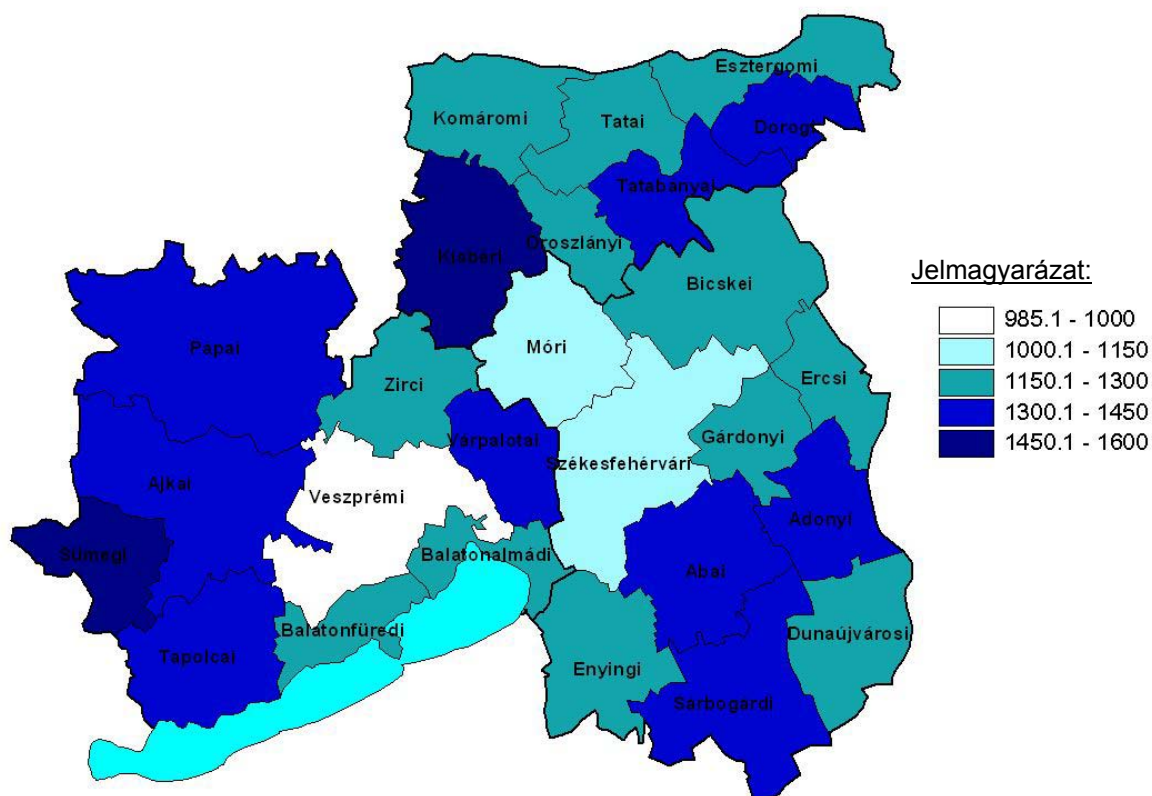 Esztergomi
Komáromi
Tatai
Dorogi
Tatabányai
Kisbéri
Oroszlányi
Bicskei
Pápai
Móri
Zirci
Ercsi
Várpalotai
Gárdonyi
Székesfehérvári
Ajkai
Veszprémi
Adonyi
Sümegi
Balatonalmádi
Abai
Balatonfüredi
Dunaújvárosi
Tapolcai
Enyingi
Sárbogárdi
Jelmagyarázat:
985.1 - 1000
1000.1 - 1150
1150.1 - 1300
1300.1 - 1450
1450.1 - 1600